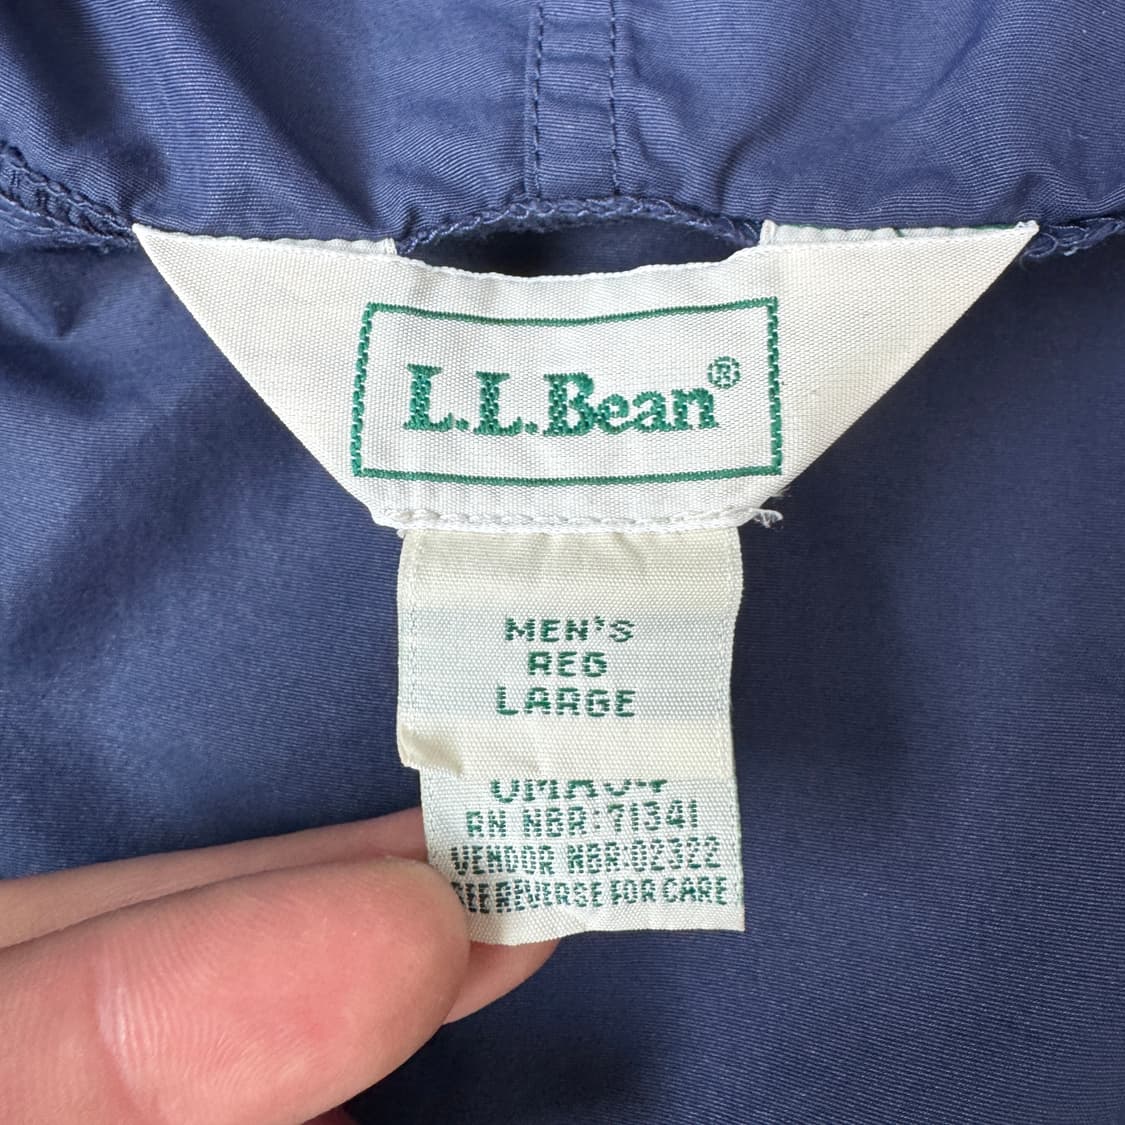 L.L.Bean®
MEN'S
REG
LARGE
RN NBR:71341
VENDOR NBR:02322
SEE REVERSE FOR CARE